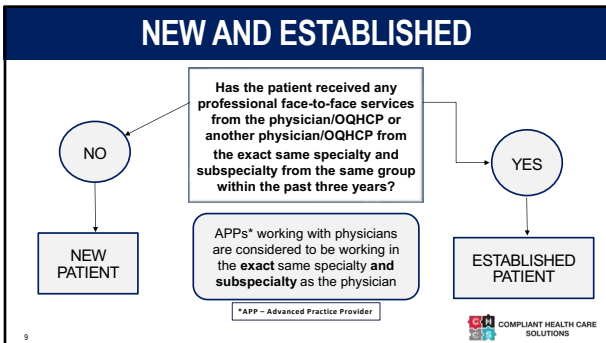 NEW AND ESTABLISHED
Has the patient received any
professional face-to-face services
from the physician/OQHCP or
another physician/OQHCP from
the exact same specialty and
subspecialty from the same group
within the past three years?
NO
YES
NEW
PATIENT
APPs* working with physicians
are considered to be working in
the exact same specialty and
subspecialty as the physician
ESTABLISHED
PATIENT
*APP – Advanced Practice Provider
9
C H
C S
COMPLIANT HEALTH CARE
SOLUTIONS